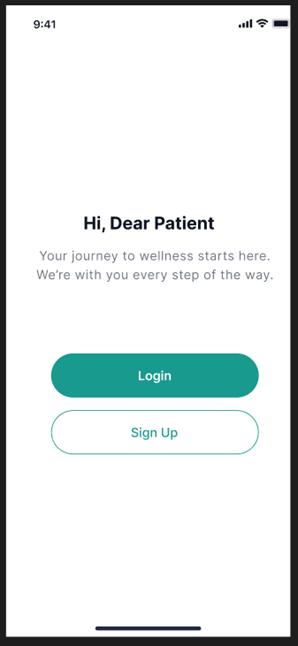 9:41
Hi, Dear Patient
Your journey to wellness starts here.
We’re with you every step of the way.
Login
Sign Up